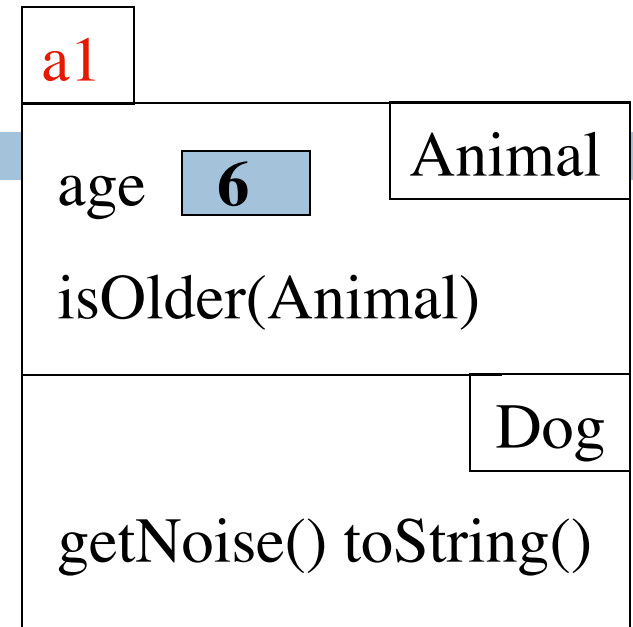 a1
Animal
age 6
isOlder(Animal)
Dog
getNoise() toString()